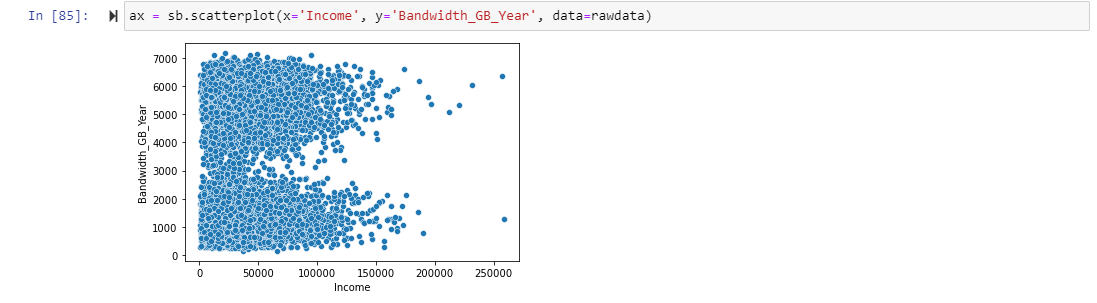 In [85]: ax = sb.scatterplot(x='Income', y='Bandwidth_GB_Year', data=rawdata)
7000
6000
5000
4000
3000
2000
1000
0
Bandwidth_GB_Year
0 50000 100000 150000 200000 250000
Income